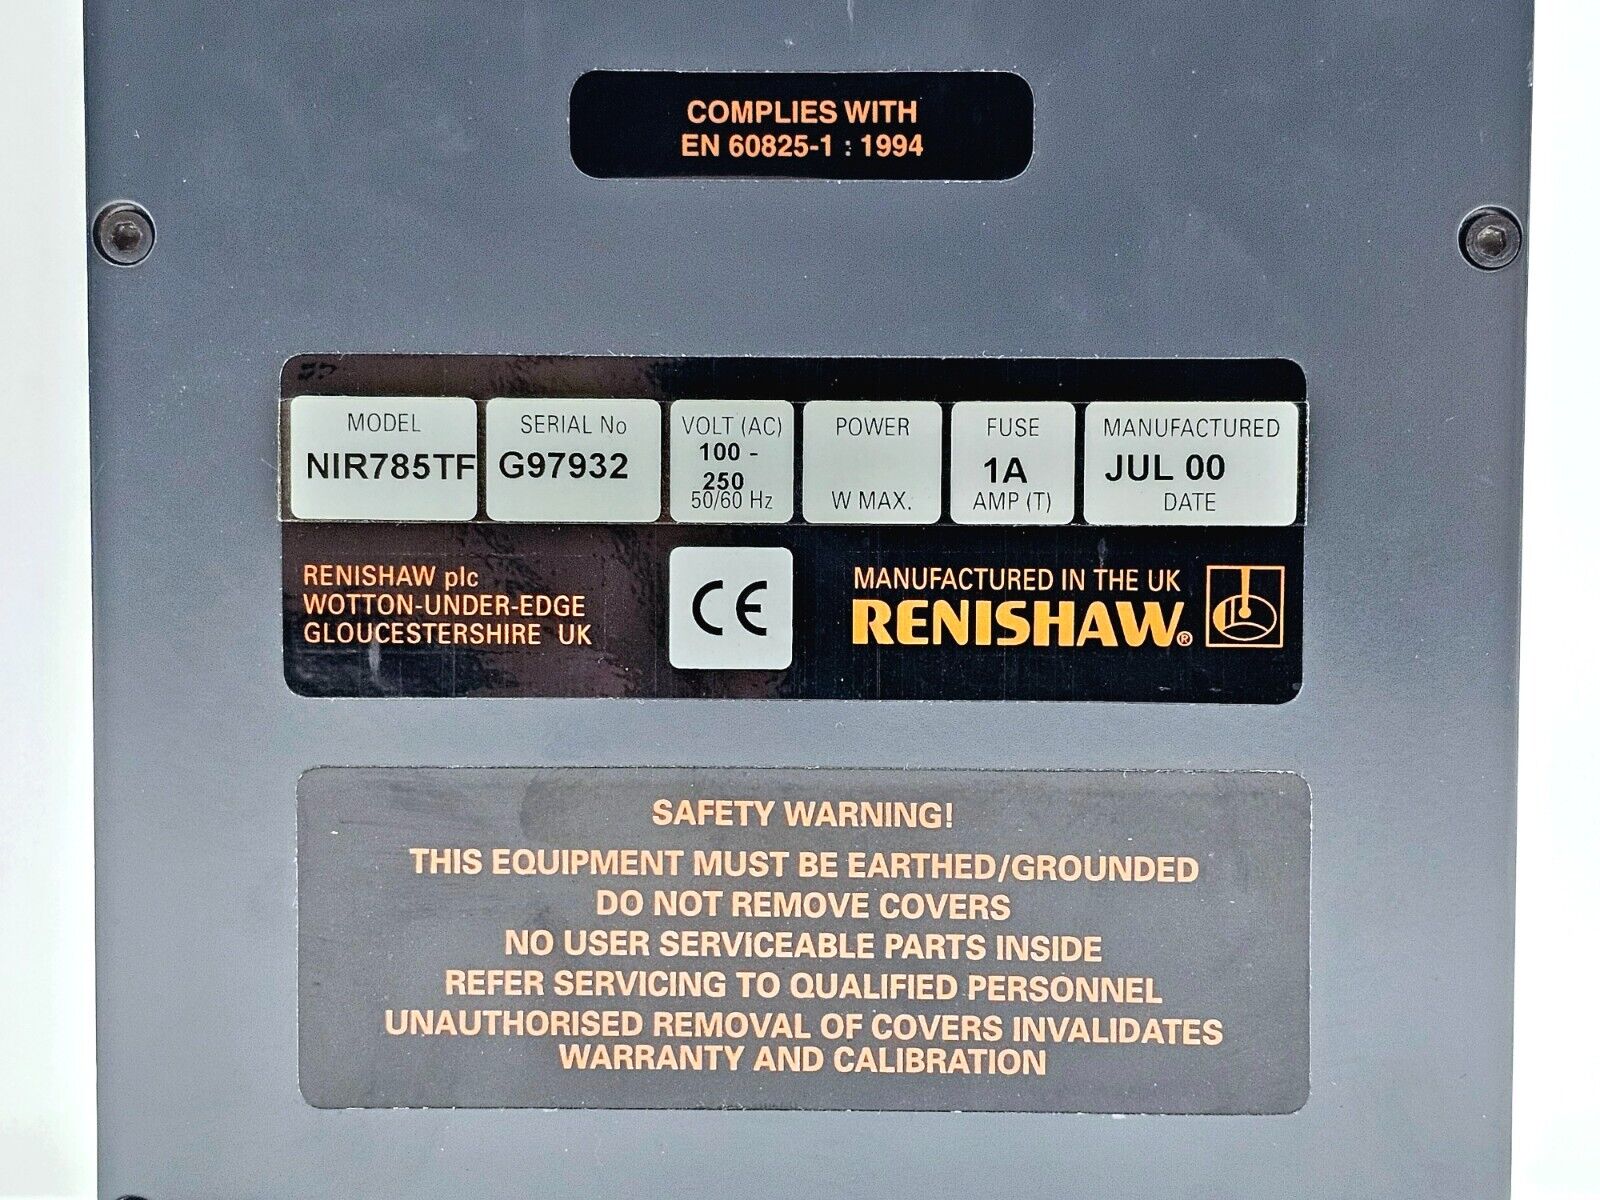 COMPLIES WITH
EN 60825-1 : 1994
MODEL SERIAL No VOLT (AC) POWER FUSE MANUFACTURED
NIR785TF G97932 100 - 250 1A JUL 00
50/60 Hz W MAX. AMP (T) DATE
RENISHAW plc
WOTTON-UNDER-EDGE
GLOUCESTERSHIRE UK
CE
MANUFACTURED IN THE UK
RENISHAW®
SAFETY WARNING!
THIS EQUIPMENT MUST BE EARTHED/GROUNDED
DO NOT REMOVE COVERS
NO USER SERVICEABLE PARTS INSIDE
REFER SERVICING TO QUALIFIED PERSONNEL
UNAUTHORISED REMOVAL OF COVERS INVALIDATES
WARRANTY AND CALIBRATION